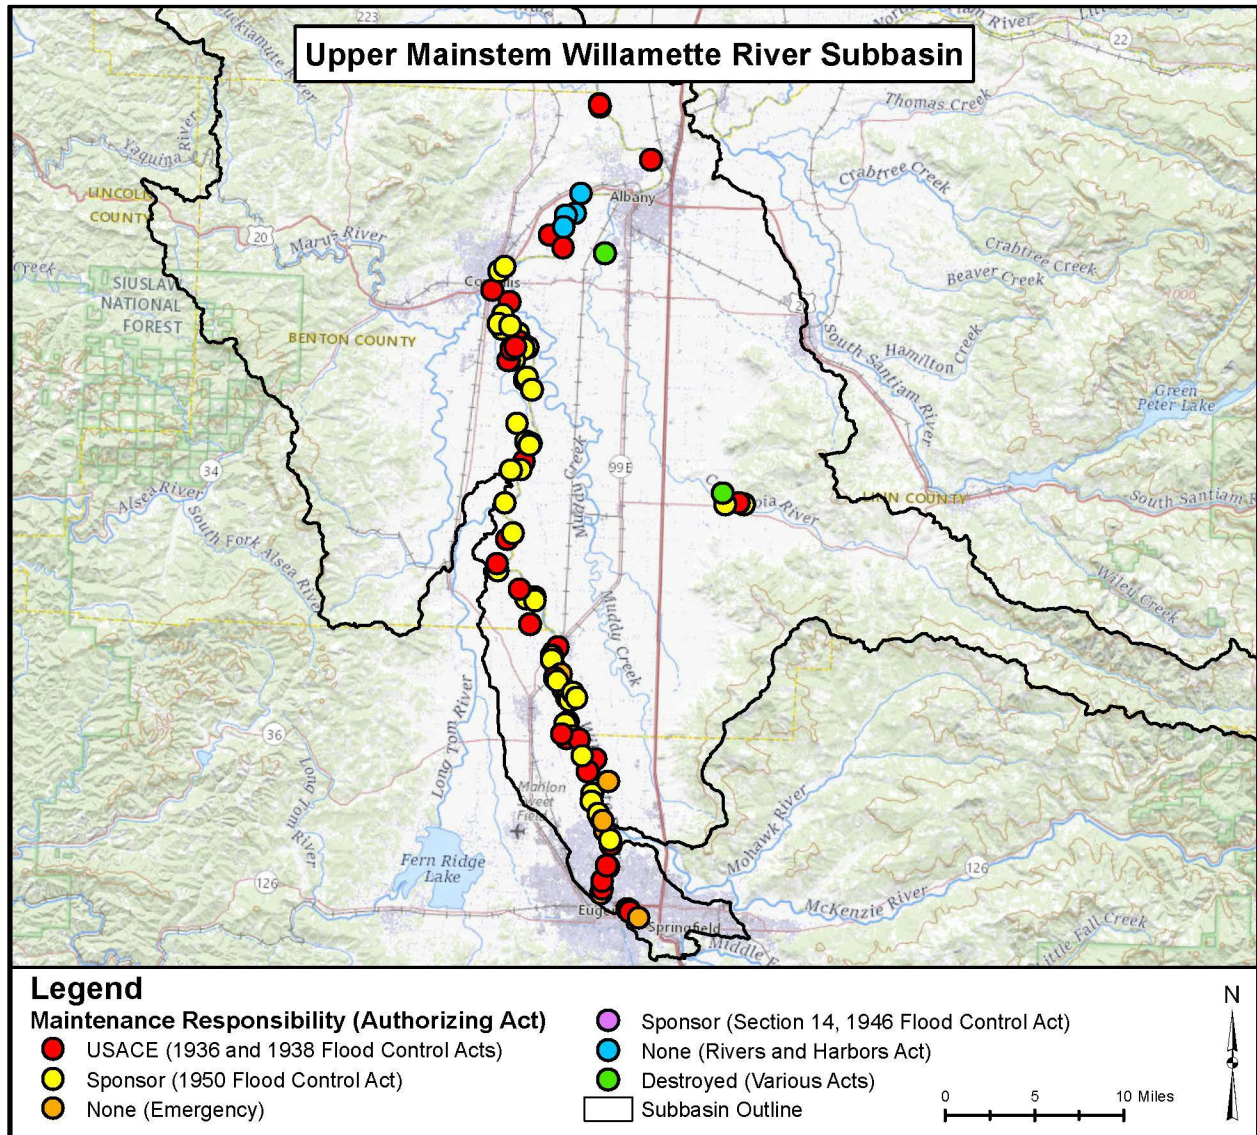 Upper Mainstem Willamette River Subbasin
223
22
Thomas Creek
Yaquina River
Crabtree Creek
Albany
LINCOLN
COUNTY
20
Marys River
Crabtree Creek
Beaver Creek
Creek
SIUSLAW
NATIONAL
FOREST
1000
BENTON COUNTY
Hamilton Creek
South Santiam River
Green
Peter Lake
1000
Muddy Creek
99E
34
Alsea River
LINN COUNTY
South Santiam R
South Fork Alsea River
Wiley Creek
Muddy Creek
Long Tom River
36
Long Tom River
Mahlon
Sweet
Field
Mohawk River
Fern Ridge
Lake
126
126
McKenzie River
Springfield
Little Fall Creek
Middle F
Legend
Maintenance Responsibility (Authorizing Act)
USACE (1936 and 1938 Flood Control Acts)
Sponsor (1950 Flood Control Act)
None (Emergency)
Sponsor (Section 14, 1946 Flood Control Act)
None (Rivers and Harbors Act)
Destroyed (Various Acts)
Subbasin Outline
N
0 5 10 Miles